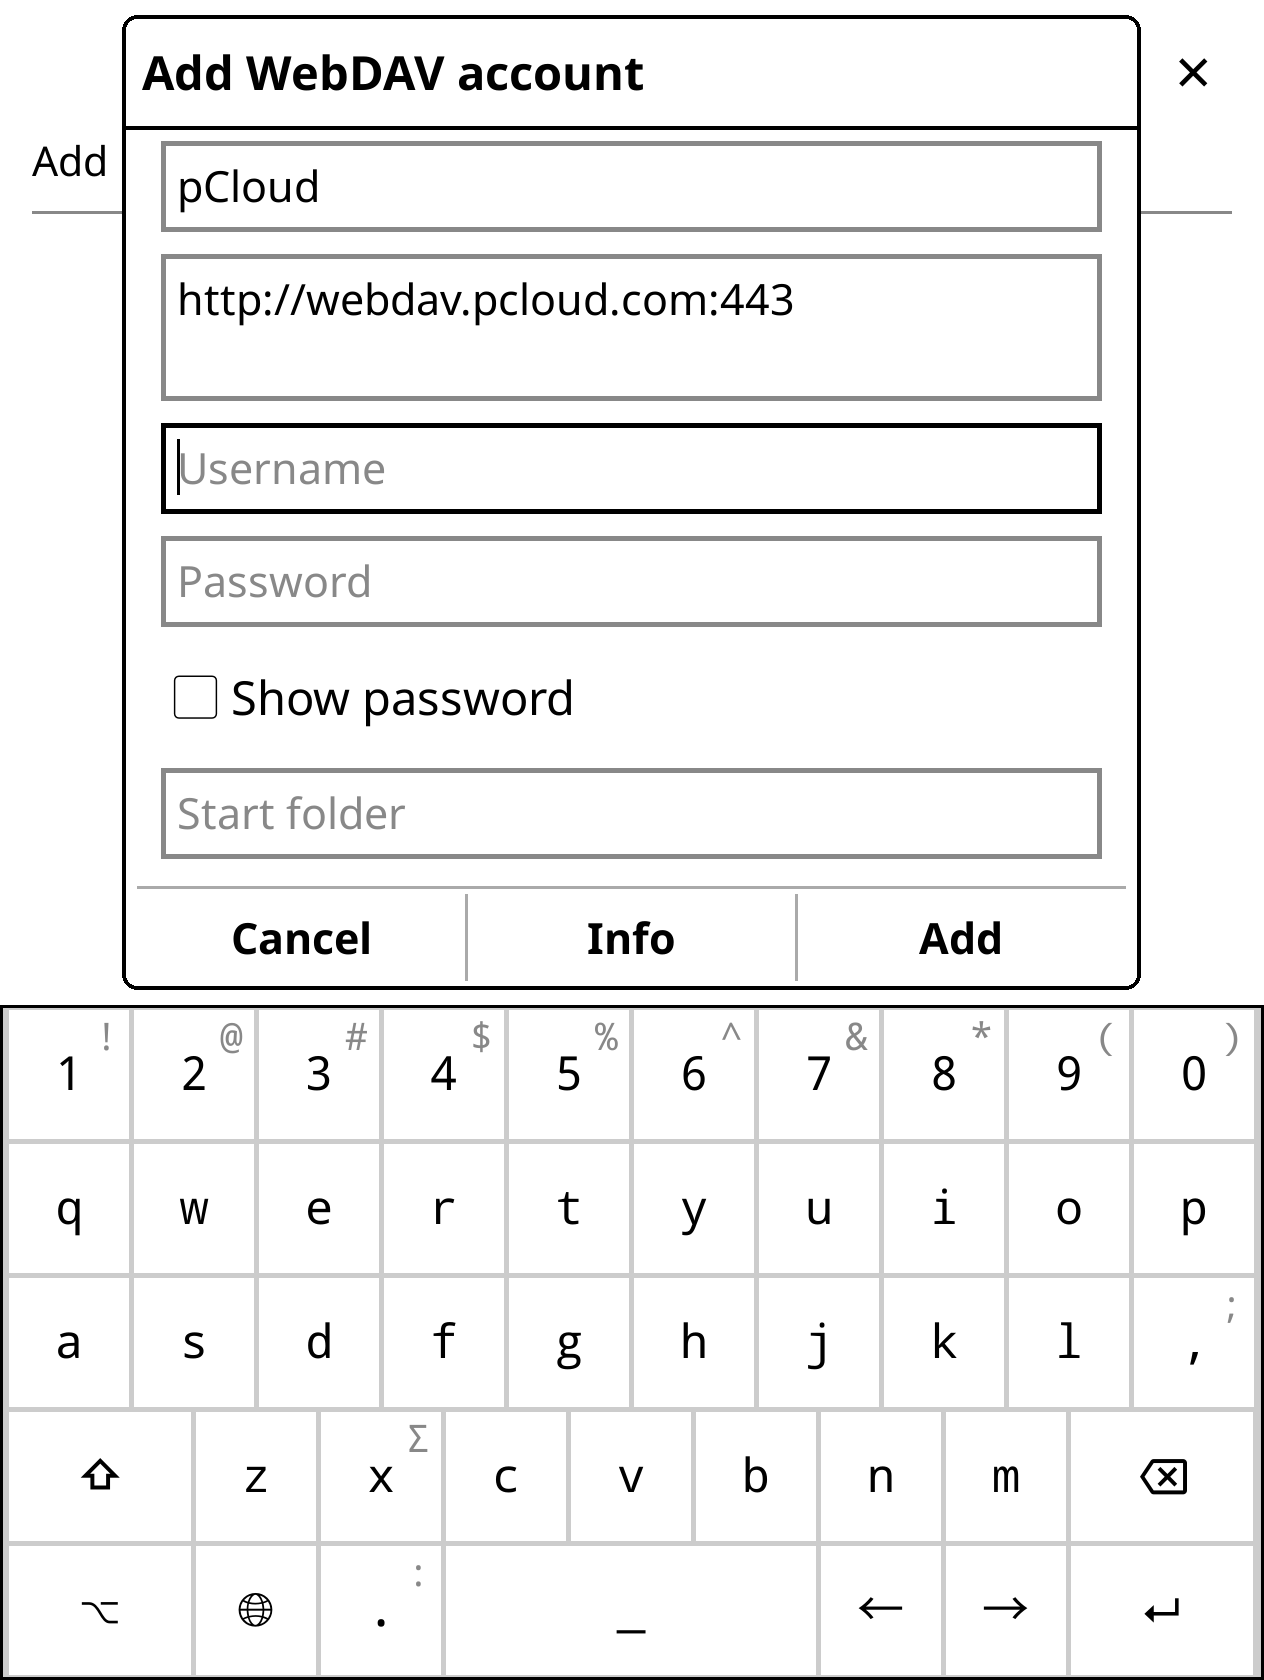 Add WebDAV account
×
Add
pCloud
http://webdav.pcloud.com:443
Username
Password
Show password
Start folder
Cancel Info Add
! @ # $ % ^ & * ( )
1 2 3 4 5 6 7 8 9 0
q w e r t y u i o p
;
a s d f g h j k l ,
Σ
z x c v b n m
:
⌥ . _ ← → ↵